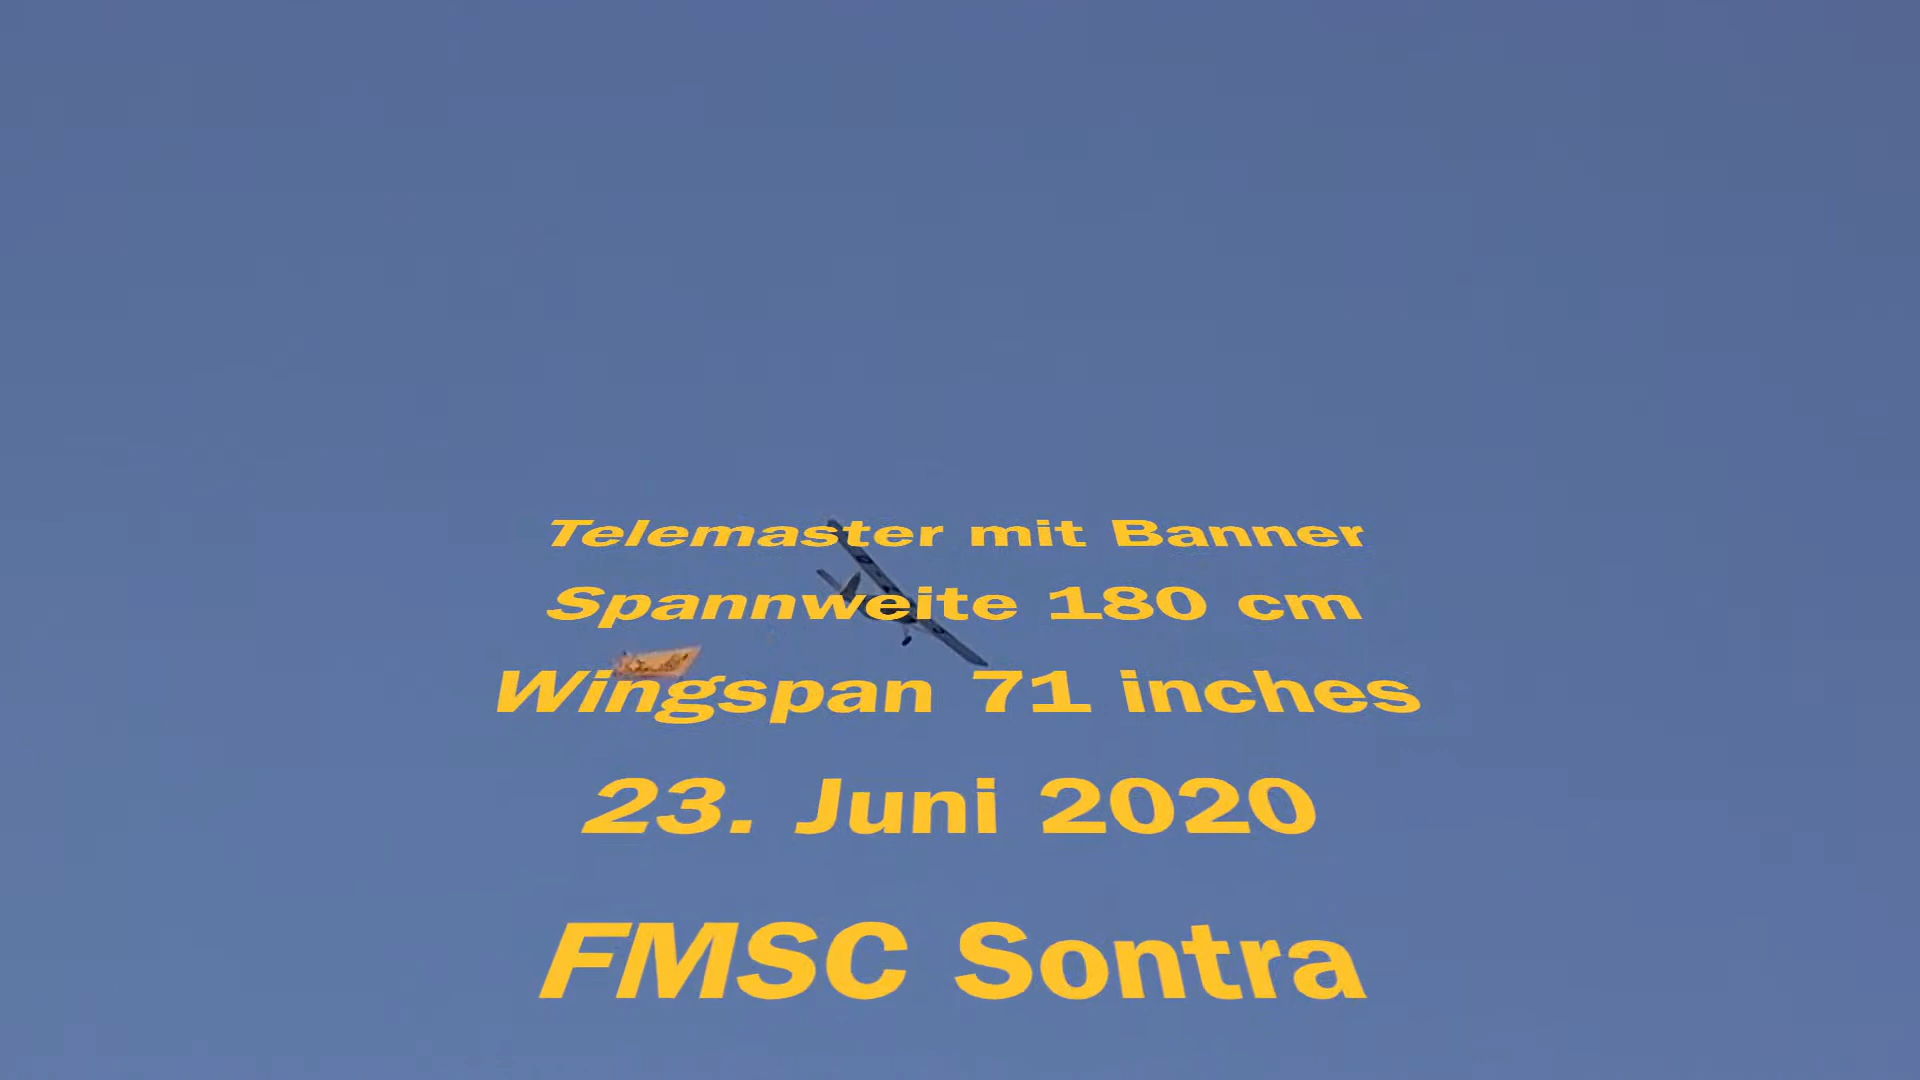 Telemaster mit Banner
Spannweite 180 cm
Wingspan 71 inches
23. Juni 2020
FMSC Sontra